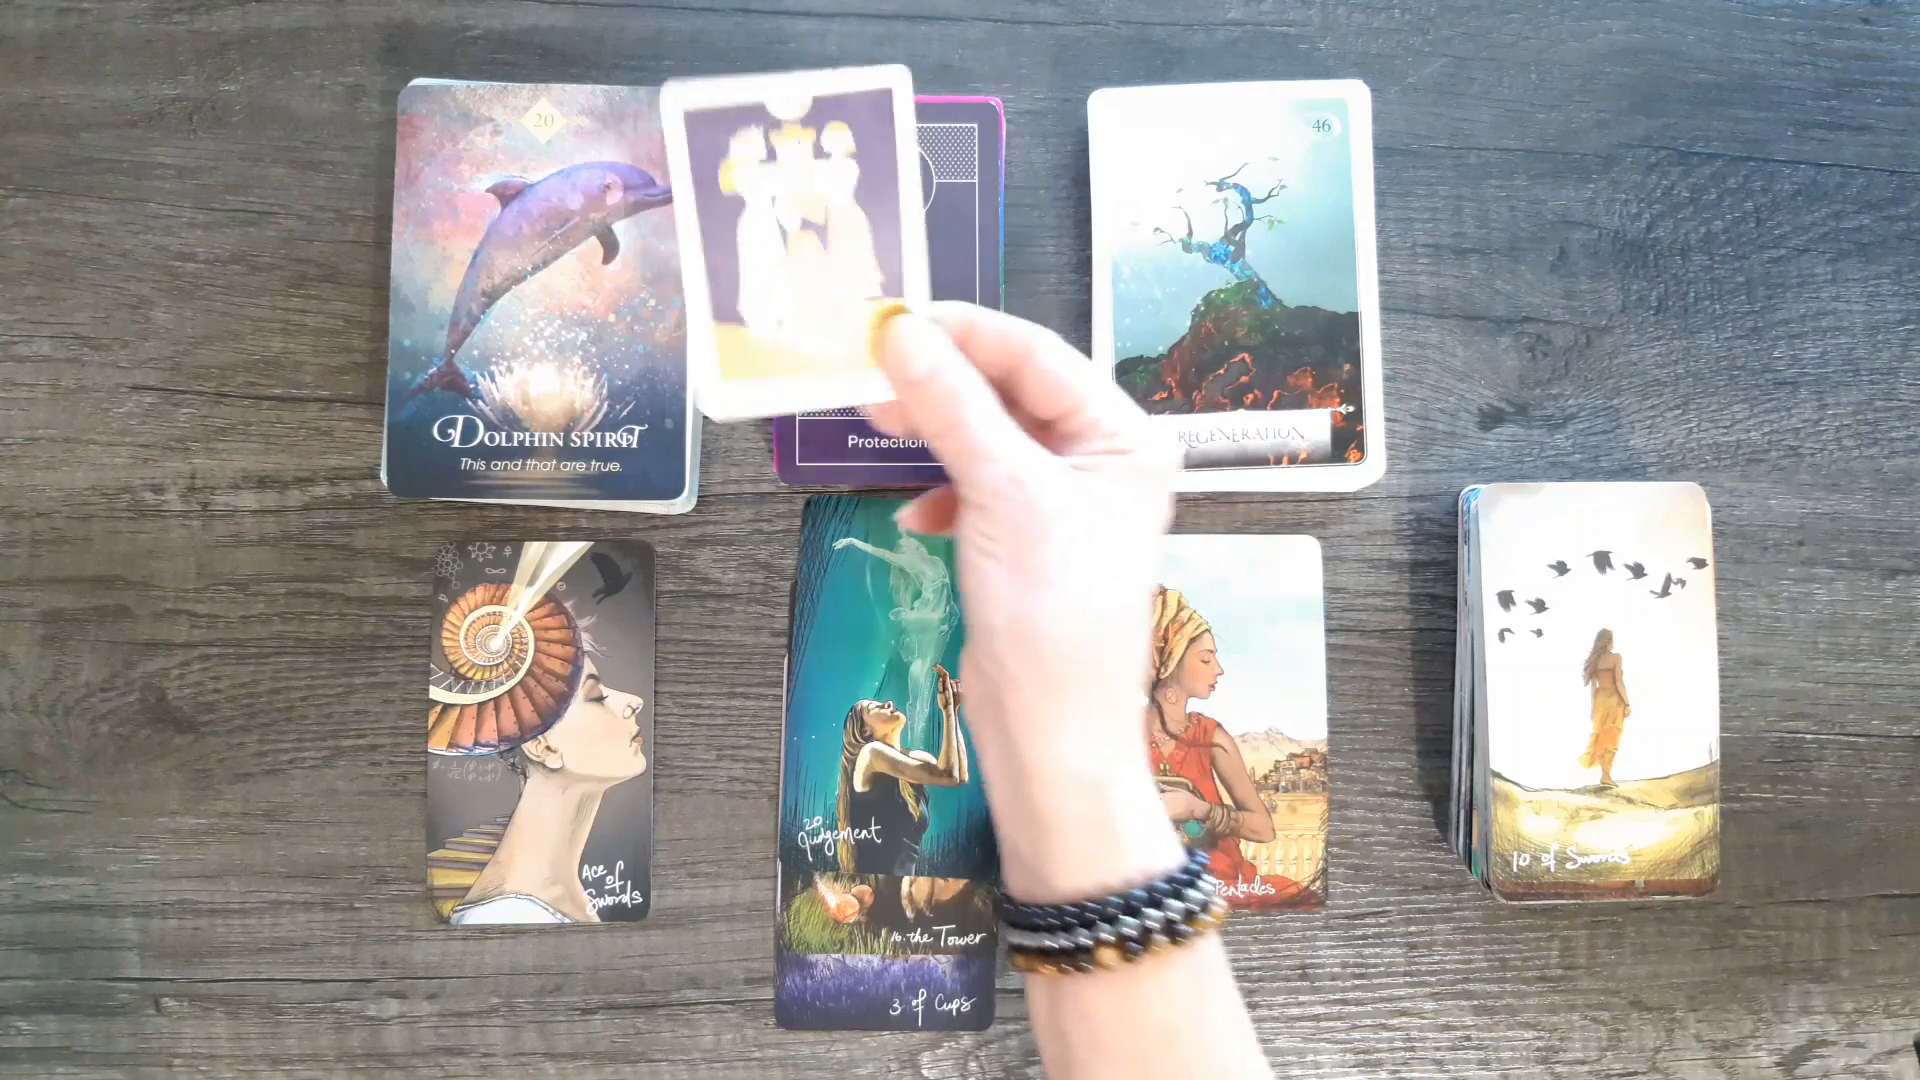 20
DOLPHIN SPIRIT
This and that are true.
Protection
46
REGENERATION
Ace
of
Swords
20.
Judgement
16. the Tower
3 of Cups
Pentacles
10 of Swords